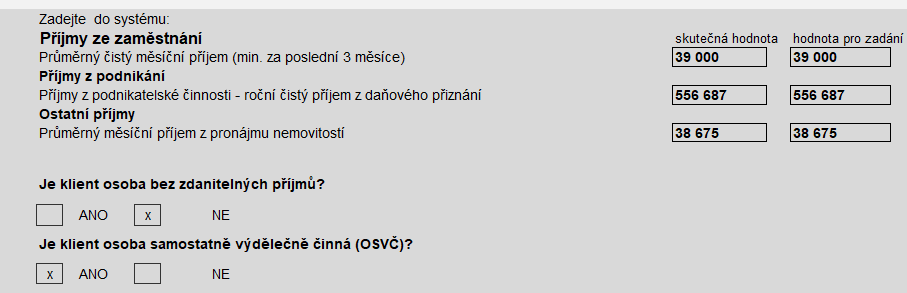 Zadejte do systému:
Příjmy ze zaměstnání skutečná hodnota hodnota pro zadání
Průměrný čistý měsíční příjem (min. za poslední 3 měsíce) 39 000 39 000
Příjmy z podnikání
Příjmy z podnikatelské činnosti - roční čistý příjem z daňového přiznání 556 687 556 687
Ostatní příjmy
Průměrný měsíční příjem z pronájmu nemovitostí 38 675 38 675
Je klient osoba bez zdanitelných příjmů?
ANO x NE
Je klient osoba samostatně výdělečně činná (OSVČ)?
x ANO NE